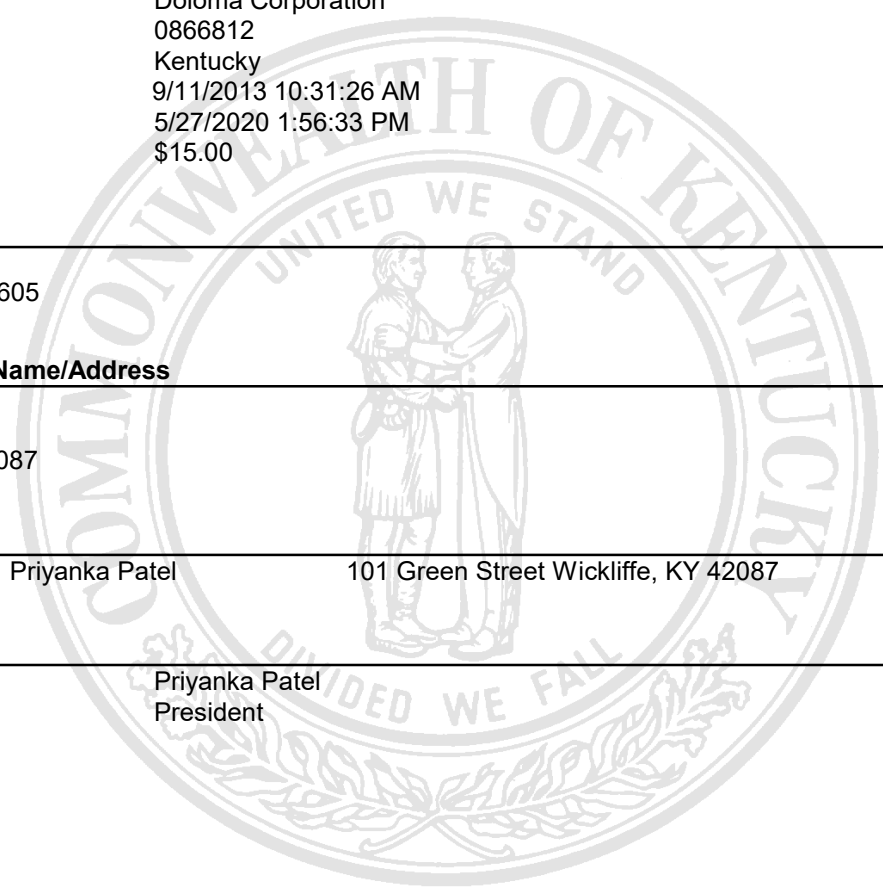 Doloma Corporation
0866812
Kentucky
9/11/2013 10:31:26 AM
5/27/2020 1:56:33 PM
$15.00
COMMONWEALTH OF KENTUCKY
UNITED WE STAND
605
Name/Address
087
Priyanka Patel 101 Green Street Wickliffe, KY 42087
DIVIDED WE FALL
Priyanka Patel
President